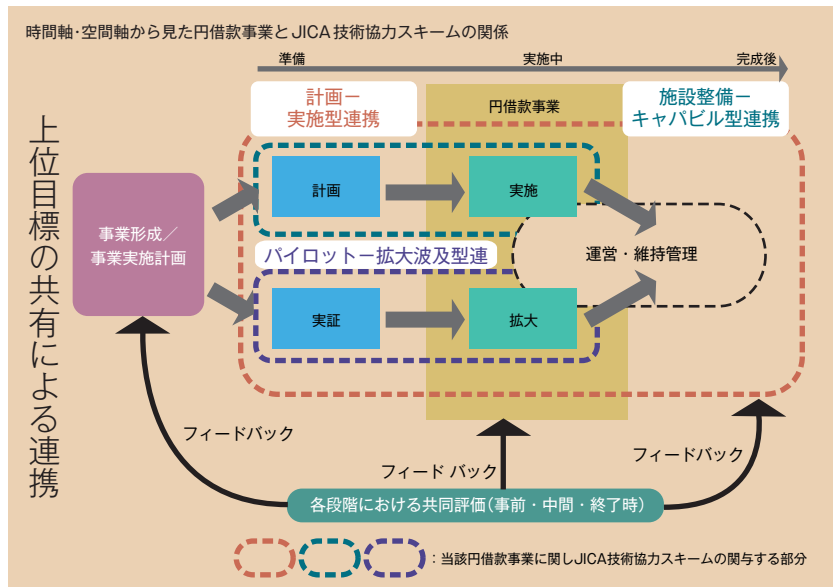 時間軸・空間軸から見た円借款事業とJICA技術協力スキームの関係
準備
実施中
完成後
計画－
実施型連携
円借款事業
施設整備－
キャパビル型連携
上位目標の共有による連携
計画
実施
事業形成／
事業実施計画
パイロット－拡大波及型連
運営・維持管理
実証
拡大
フィードバック
フィード バック
フィードバック
各段階における共同評価(事前・中間・終了時)
：当該円借款事業に関しJICA技術協力スキームの関与する部分